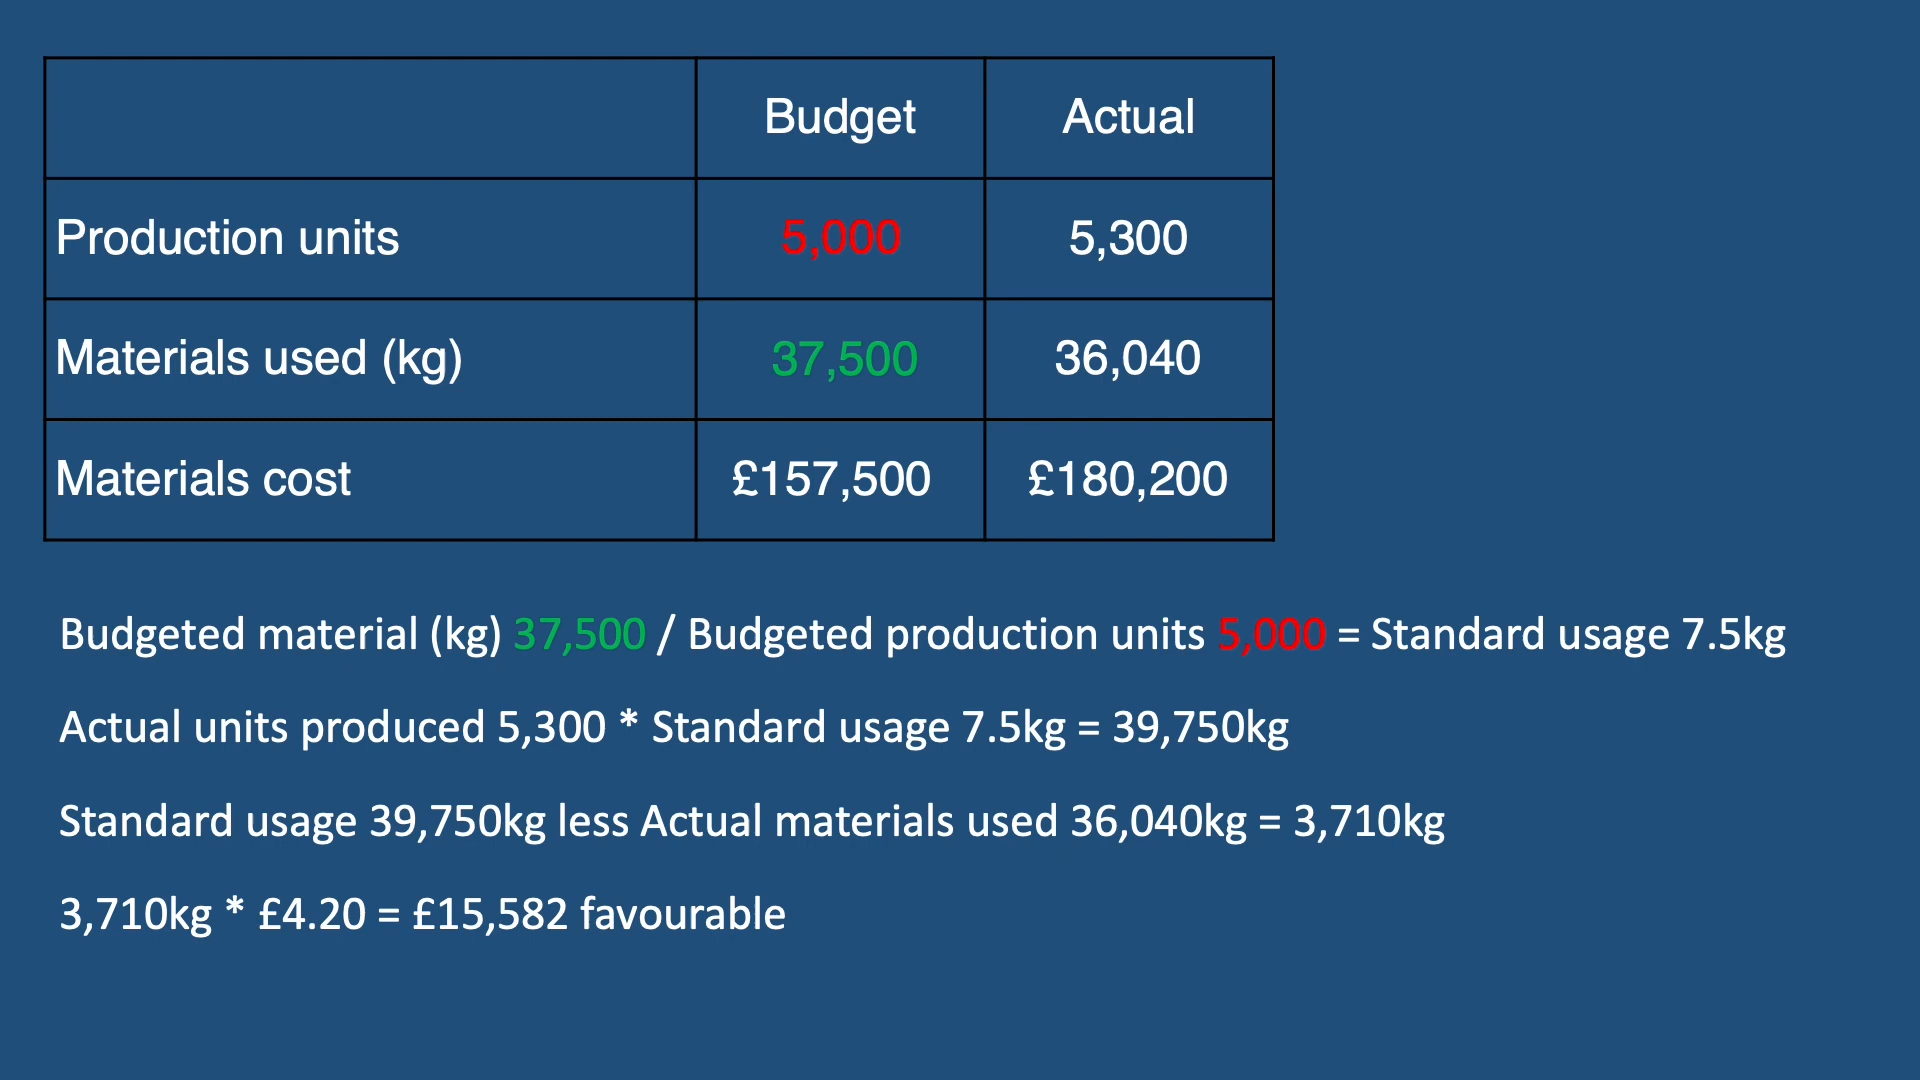 Budget Actual
Production units 5,000 5,300
Materials used (kg) 37,500 36,040
Materials cost £157,500 £180,200
Budgeted material (kg) 37,500 / Budgeted production units 5,000 = Standard usage 7.5kg
Actual units produced 5,300 * Standard usage 7.5kg = 39,750kg
Standard usage 39,750kg less Actual materials used 36,040kg = 3,710kg
3,710kg * £4.20 = £15,582 favourable